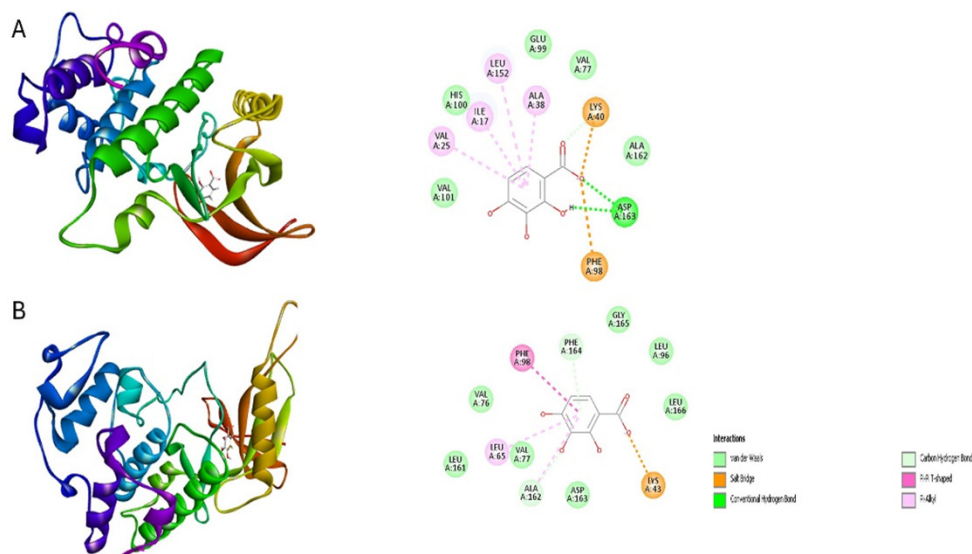 A
GLU
A:99
VAL
A:77
LEU
A:152
HIS
A:100
ILE
A:17
ALA
A:38
LYS
A:40
VAL
A:25
ALA
A:162
VAL
A:101
ASP
A:163
H
PHE
A:98
B
GLY
A:165
PHE
A:164
LEU
A:96
PHE
A:98
VAL
A:76
LEU
A:166
LEU
A:65
VAL
A:77
LEU
A:161
ALA
A:162
ASP
A:163
LYS
A:43
Interactions
van der Waals
Salt Bridge
Conventional Hydrogen Bond
Carbon Hydrogen Bond
Pi-Pi T-shaped
Pi-Alkyl